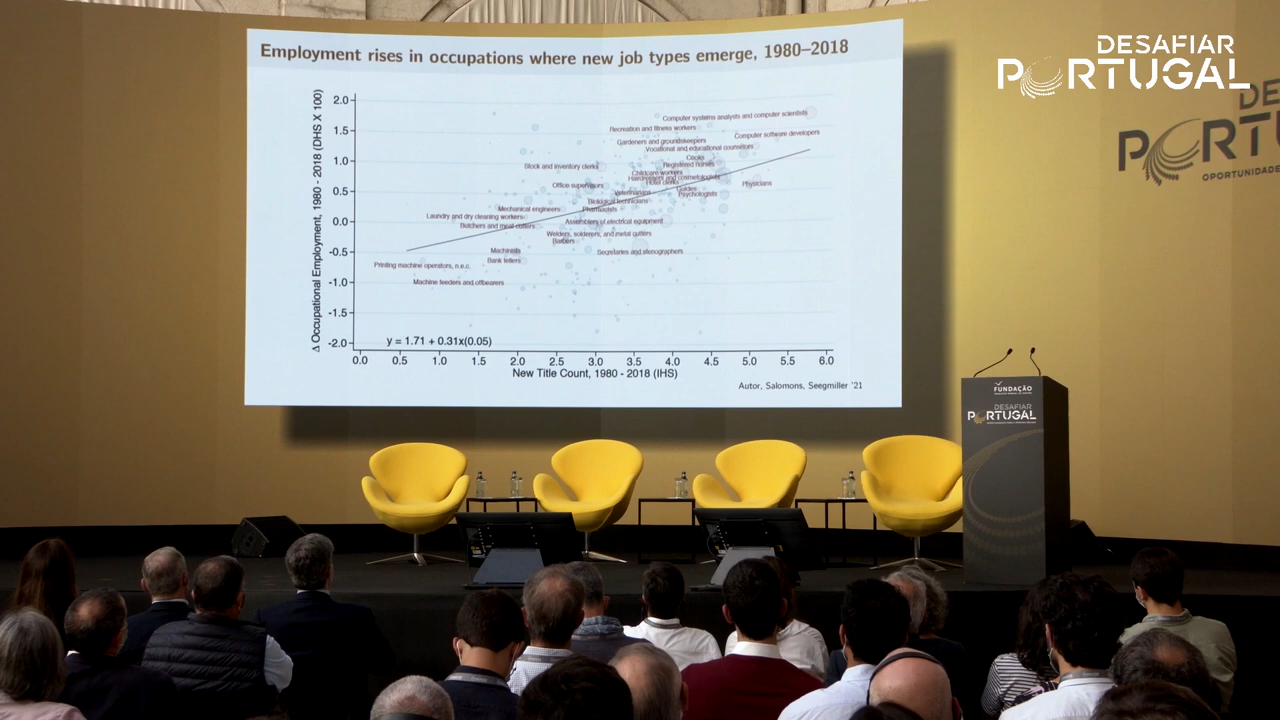 Employment rises in occupations where new job types emerge, 1980–2018
DESAFIAR
PORTUGAL
DE
PORT
OPORTUNIDADE
Δ Occupational Employment, 1980 - 2018 (DHS X 100)
2.0
1.5
1.0
0.5
0.0
-0.5
-1.0
-1.5
-2.0
Computer systems analysts and computer scientists
Recreation and fitness workers
Computer software developers
Gardeners and groundskeepers
Vocational and educational counselors
Cooks
Block and inventory clerks
Registered nurses
Childcare workers
Hairdressers and cosmetologists
Hotel clerks
Office supervisors
Physicians
Guides
Veterinarians
Psychologists
Biological technicians
Mechanical engineers
Pharmacists
Laundry and dry cleaning workers
Assemblers of electrical equipment
Butchers and meat cutters
Welders, solderers, and metal cutters
Barbers
Machinists
Secretaries and stenographers
Bank tellers
Printing machine operators, n.e.c.
Machine feeders and offbearers
y = 1.71 + 0.31x(0.05)
0.0 0.5 1.0 1.5 2.0 2.5 3.0 3.5 4.0 4.5 5.0 5.5 6.0
New Title Count, 1980 - 2018 (IHS)
Autor, Salomons, Seegmiller '21
FUNDAÇÃO
DESAFIAR
PORTUGAL